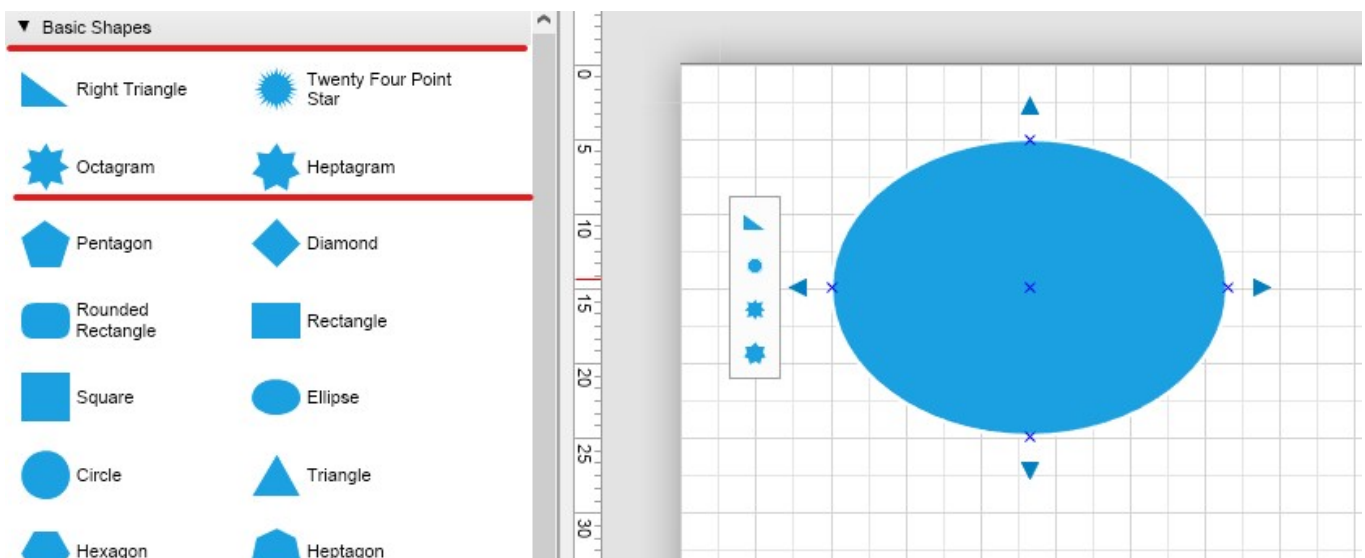 Basic Shapes
Right Triangle
Twenty Four Point
Star
Octagram
Heptagram
Pentagon
Diamond
Rounded
Rectangle
Rectangle
Square
Ellipse
Circle
Triangle
Hexagon
Heptagon
0
5
10
15
20
25
30